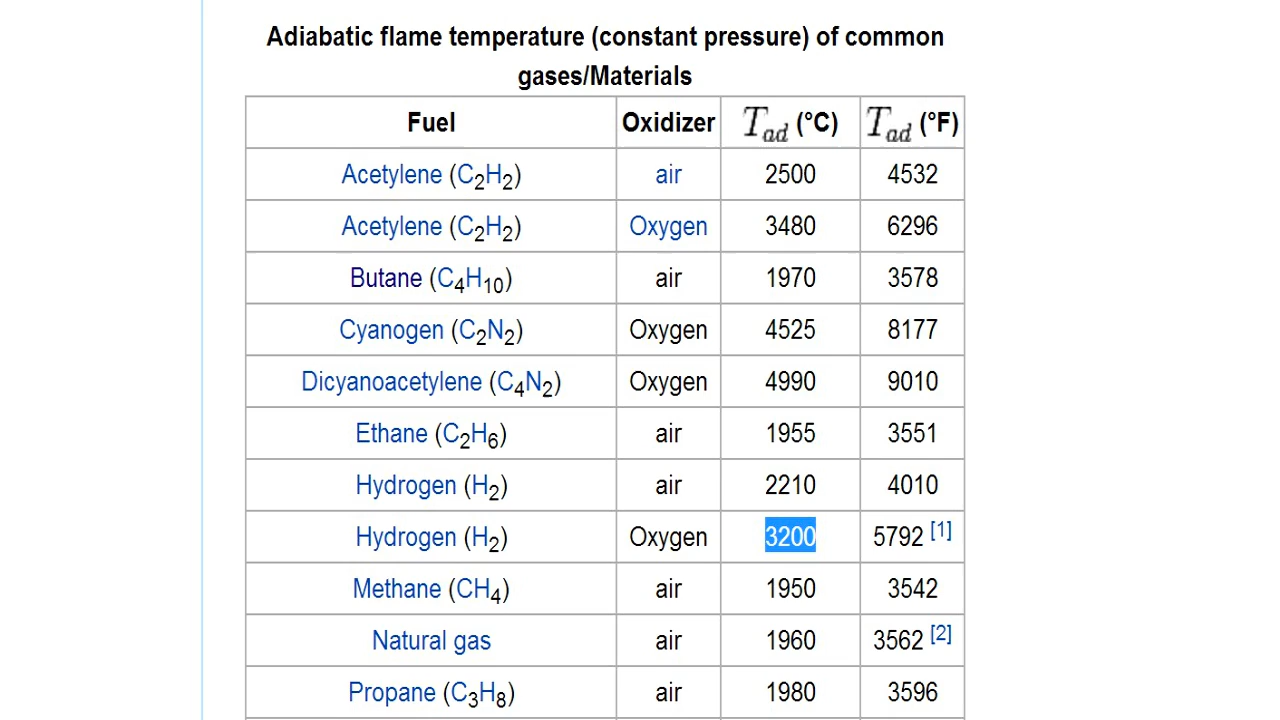 Adiabatic flame temperature (constant pressure) of common
gases/Materials
Fuel Oxidizer Tad (°C) Tad (°F)
Acetylene (C2H2) air 2500 4532
Acetylene (C2H2) Oxygen 3480 6296
Butane (C4H10) air 1970 3578
Cyanogen (C2N2) Oxygen 4525 8177
Dicyanoacetylene (C4N2) Oxygen 4990 9010
Ethane (C2H6) air 1955 3551
Hydrogen (H2) air 2210 4010
Hydrogen (H2) Oxygen 3200 5792 [1]
Methane (CH4) air 1950 3542
Natural gas air 1960 3562 [2]
Propane (C3H8) air 1980 3596